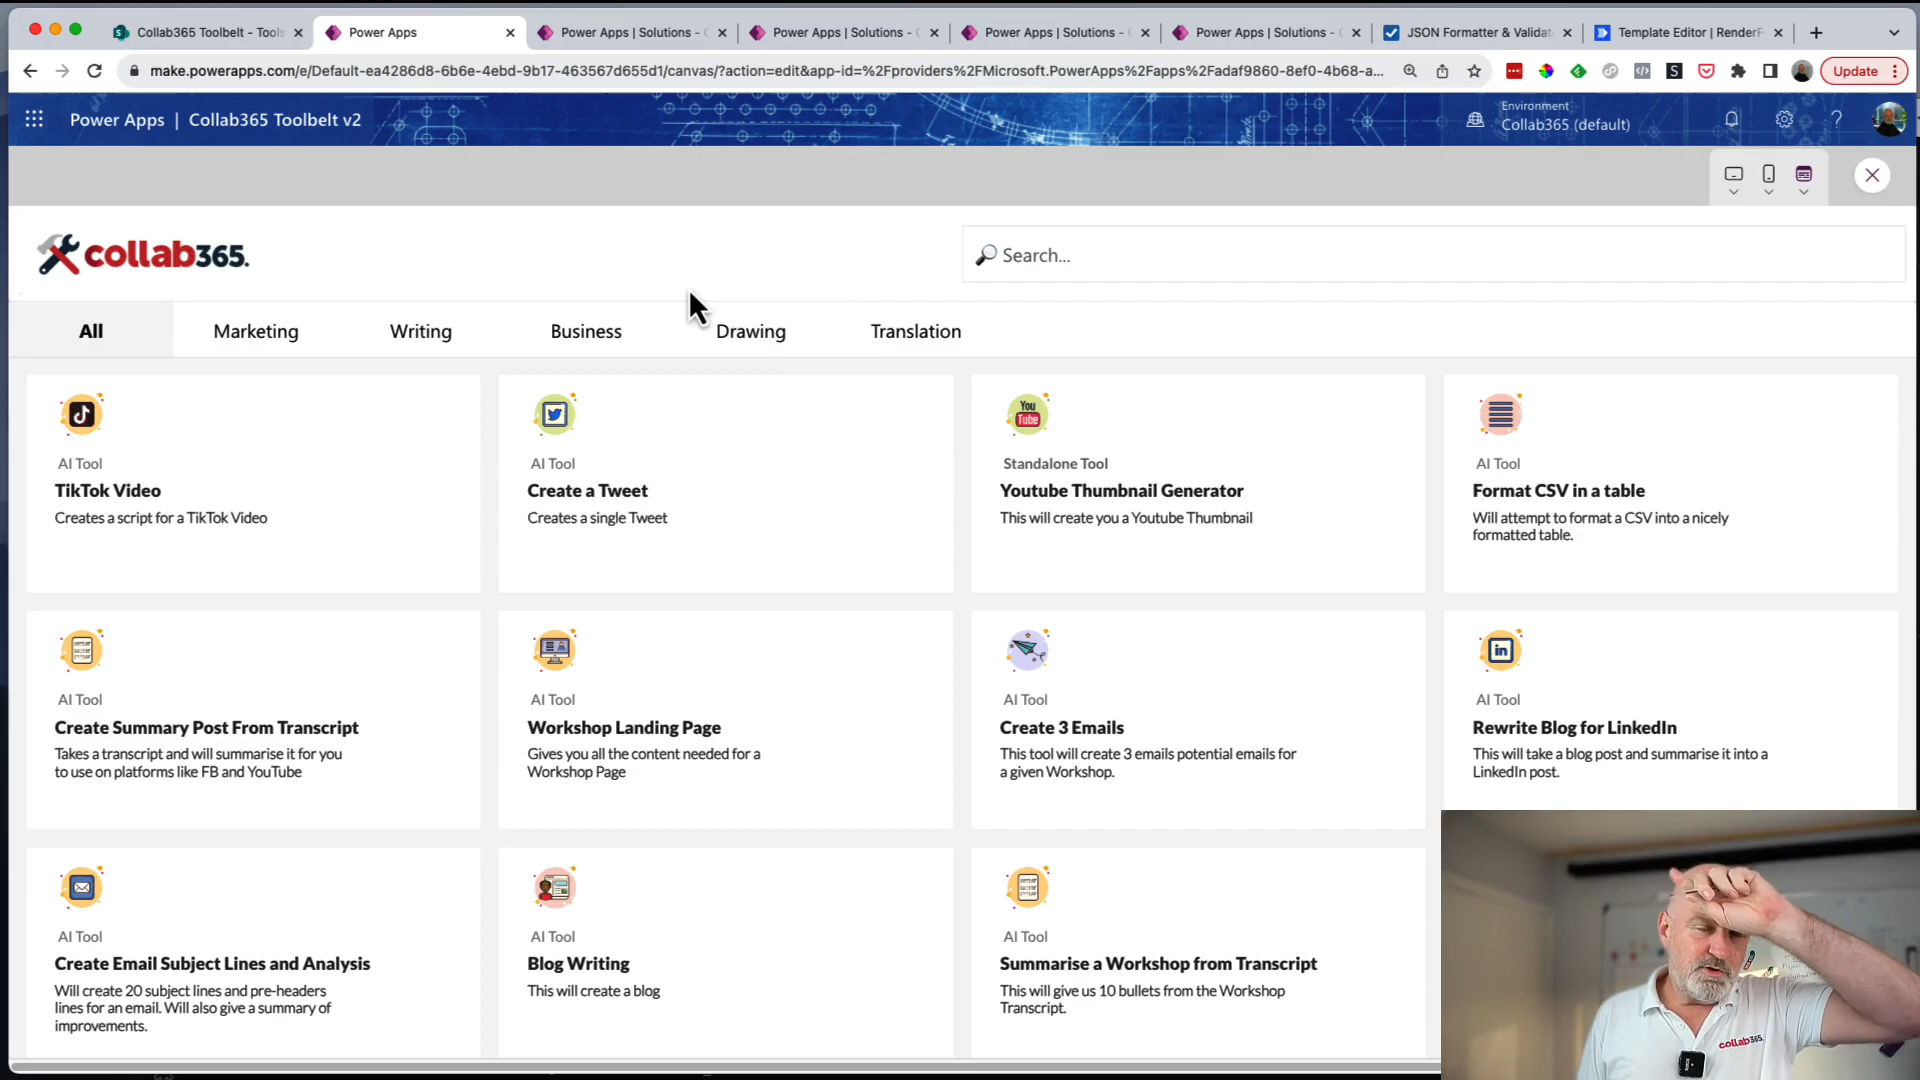 Collab365 Toolbelt - Tools
Power Apps
Power Apps | Solutions -
Power Apps | Solutions -
Power Apps | Solutions -
Power Apps | Solutions -
JSON Formatter & Validat
Template Editor | RenderF
make.powerapps.com/e/Default-ea4286d8-6b6e-4ebd-9b17-463567d655d1/canvas/?action=edit&app-id=%2Fproviders%2FMicrosoft.PowerApps%2Fapps%2Fadaf9860-8ef0-4b68-a...
Update
Power Apps | Collab365 Toolbelt v2
Environment
Collab365 (default)
collab365.
Search...
All
Marketing
Writing
Business
Drawing
Translation
AI Tool
TikTok Video
Creates a script for a TikTok Video
AI Tool
Create a Tweet
Creates a single Tweet
You
Tube
Standalone Tool
Youtube Thumbnail Generator
This will create you a Youtube Thumbnail
AI Tool
Format CSV in a table
Will attempt to format a CSV into a nicely
formatted table.
AI Tool
Create Summary Post From Transcript
Takes a transcript and will summarise it for you
to use on platforms like FB and YouTube
AI Tool
Workshop Landing Page
Gives you all the content needed for a
Workshop Page
AI Tool
Create 3 Emails
This tool will create 3 emails potential emails for
a given Workshop.
in
AI Tool
Rewrite Blog for LinkedIn
This will take a blog post and summarise it into a
LinkedIn post.
AI Tool
Create Email Subject Lines and Analysis
Will create 20 subject lines and pre-headers
lines for an email. Will also give a summary of
improvements.
AI Tool
Blog Writing
This will create a blog
AI Tool
Summarise a Workshop from Transcript
This will give us 10 bullets from the Workshop
Transcript.
collab365.